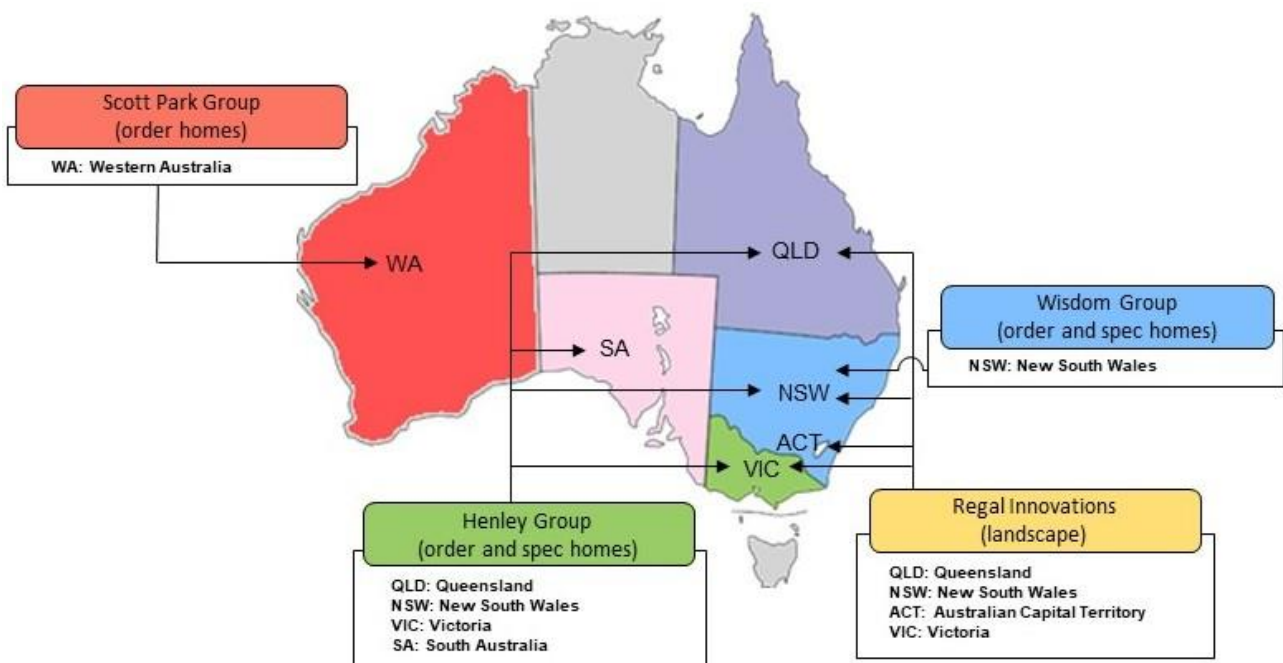 Scott Park Group
(order homes)
WA: Western Australia
WA
QLD
SA
NSW
ACT
VIC
Wisdom Group
(order and spec homes)
NSW: New South Wales
Henley Group
(order and spec homes)
QLD: Queensland
NSW: New South Wales
VIC: Victoria
SA: South Australia
Regal Innovations
(landscape)
QLD: Queensland
NSW: New South Wales
ACT: Australian Capital Territory
VIC: Victoria